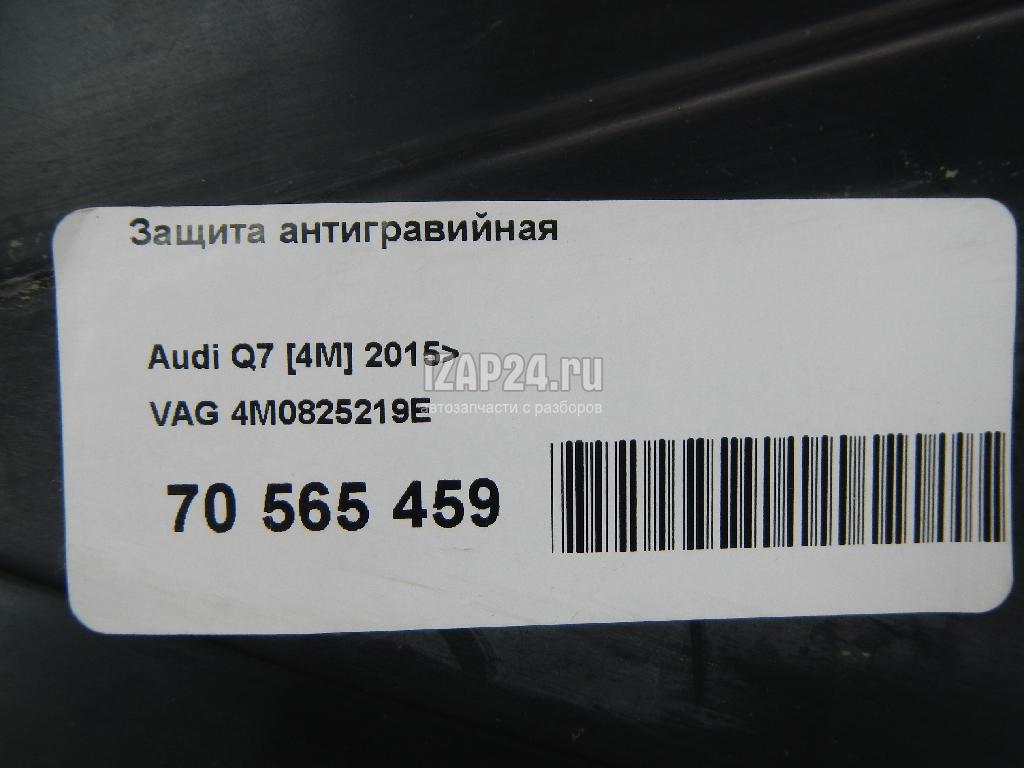 Защита антигравийная
Audi Q7 [4M] 2015>
IZAP24.ru
VAG 4M0825219E
автозапчасти с разборов
70 565 459